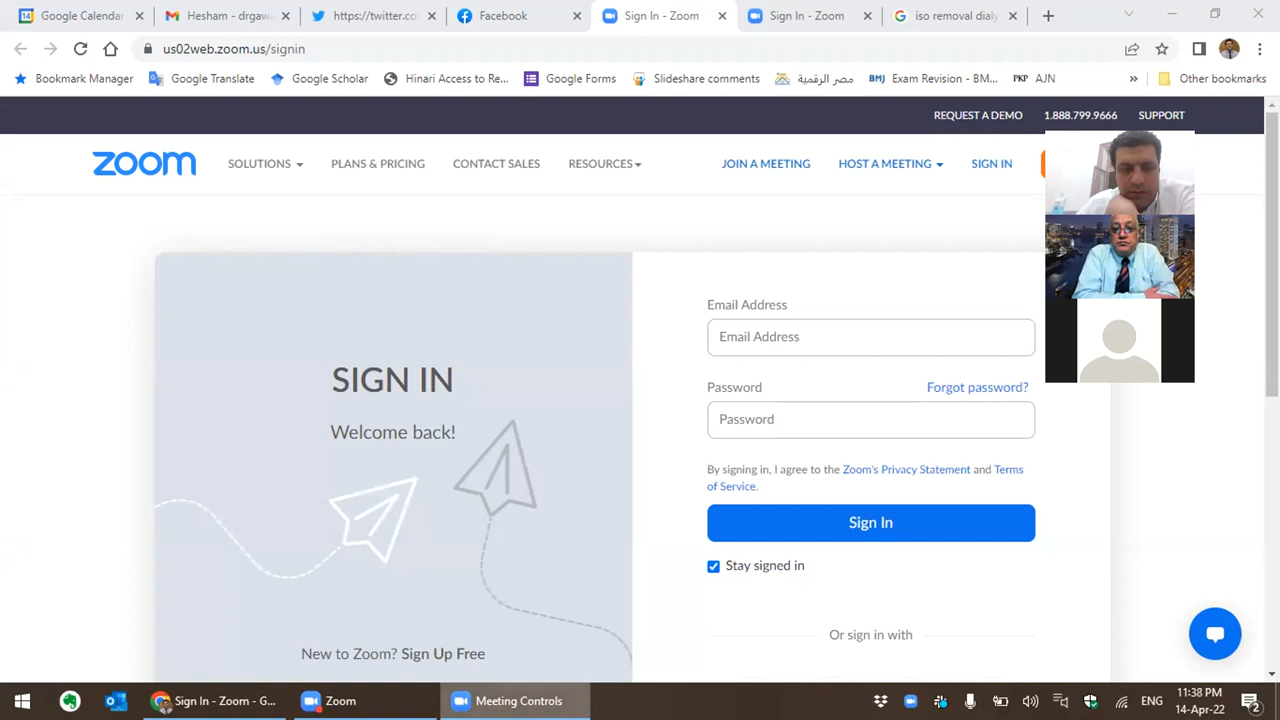 Google Calendar
Hesham - drgaw
https://twitter.co
Facebook
Sign In - Zoom
Sign In - Zoom
iso removal dialy
us02web.zoom.us/signin
Bookmark Manager
Google Translate
Google Scholar
Hinari Access to Re...
Google Forms
Slideshare comments
مصر الرقمية
BMJ Exam Revision - BM...
PKP AJN
»
Other bookmarks
REQUEST A DEMO
1.888.799.9666
SUPPORT
zoom
SOLUTIONS
PLANS & PRICING
CONTACT SALES
RESOURCES
JOIN A MEETING
HOST A MEETING
SIGN IN
SIGN IN
Welcome back!
New to Zoom? Sign Up Free
Email Address
Email Address
Password
Forgot password?
Password
By signing in, I agree to the Zoom's Privacy Statement and Terms
of Service.
Sign In
Stay signed in
Or sign in with
Sign In - Zoom - G...
Zoom
Meeting Controls
ENG
11:38 PM
14-Apr-22
2